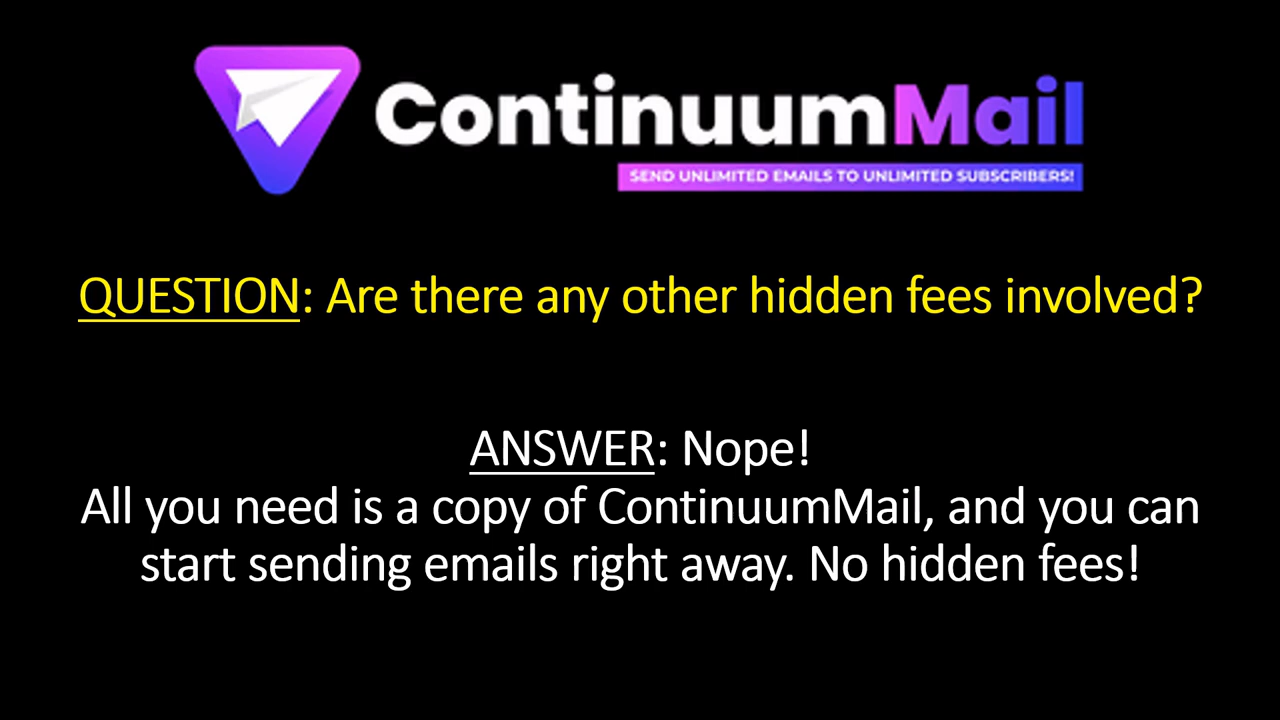 ContinuumMail
SEND UNLIMITED EMAILS TO UNLIMITED SUBSCRIBERS!
QUESTION: Are there any other hidden fees involved?
ANSWER: Nope!
All you need is a copy of ContinuumMail, and you can
start sending emails right away. No hidden fees!